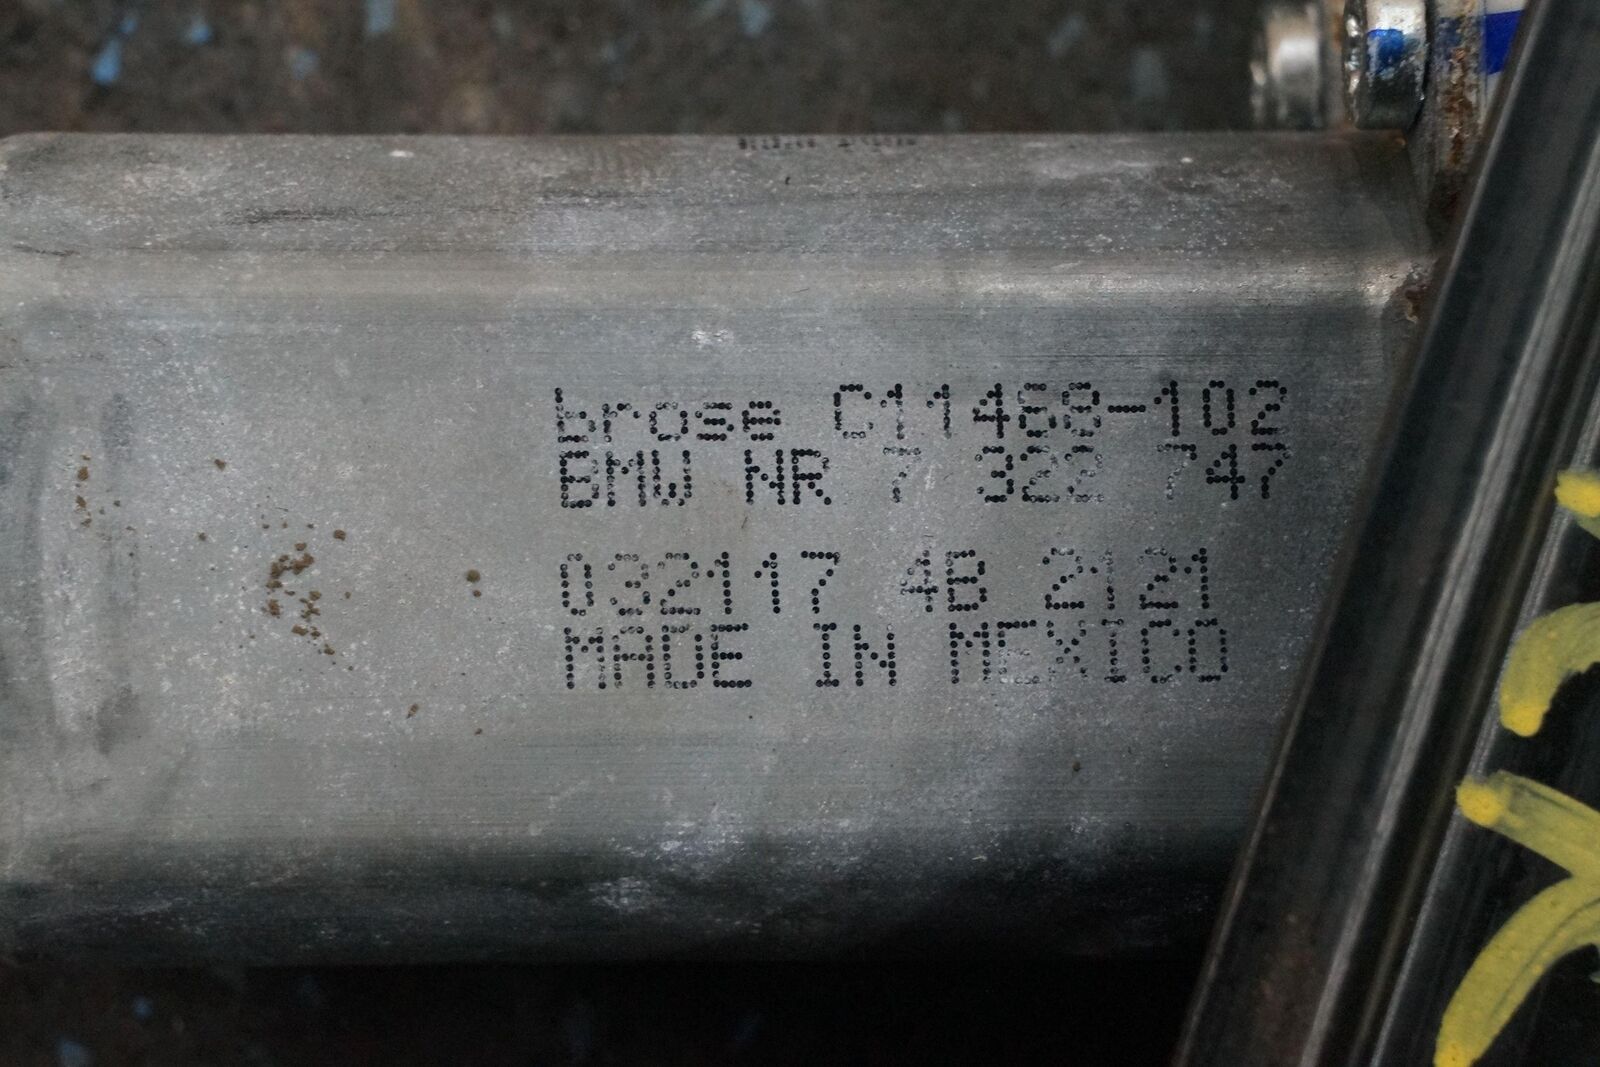 brose C11468-102
BMW NR 7 322 747
032117 4B 2121
MADE IN MEXICO